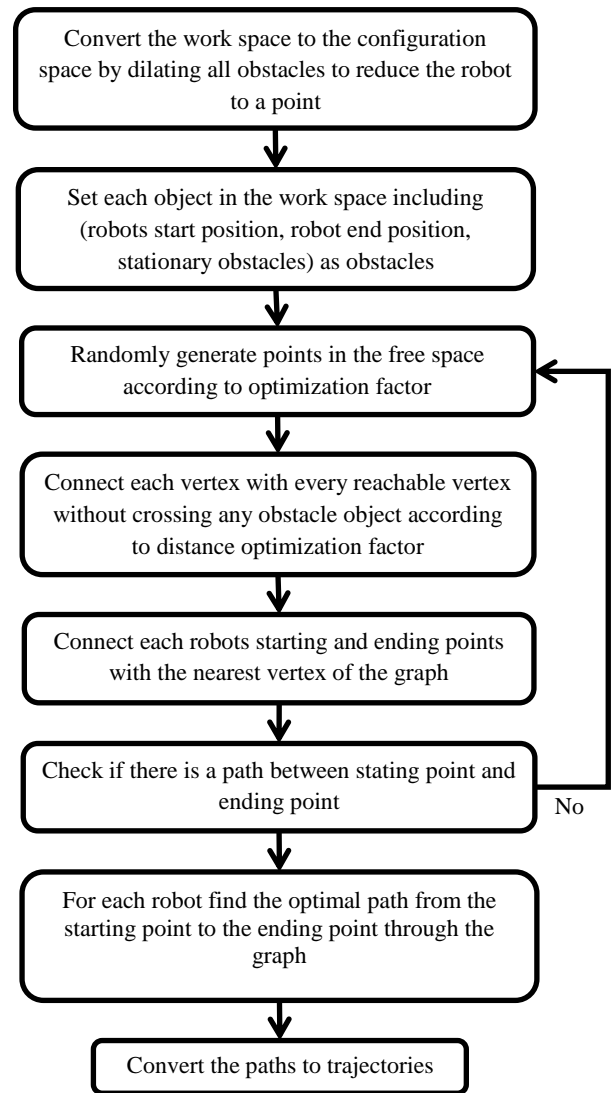 Convert the work space to the configuration
space by dilating all obstacles to reduce the robot
to a point
Set each object in the work space including
(robots start position, robot end position,
stationary obstacles) as obstacles
Randomly generate points in the free space
according to optimization factor
Connect each vertex with every reachable vertex
without crossing any obstacle object according
to distance optimization factor
Connect each robots starting and ending points
with the nearest vertex of the graph
Check if there is a path between stating point and
ending point
No
For each robot find the optimal path from the
starting point to the ending point through the
graph
Convert the paths to trajectories